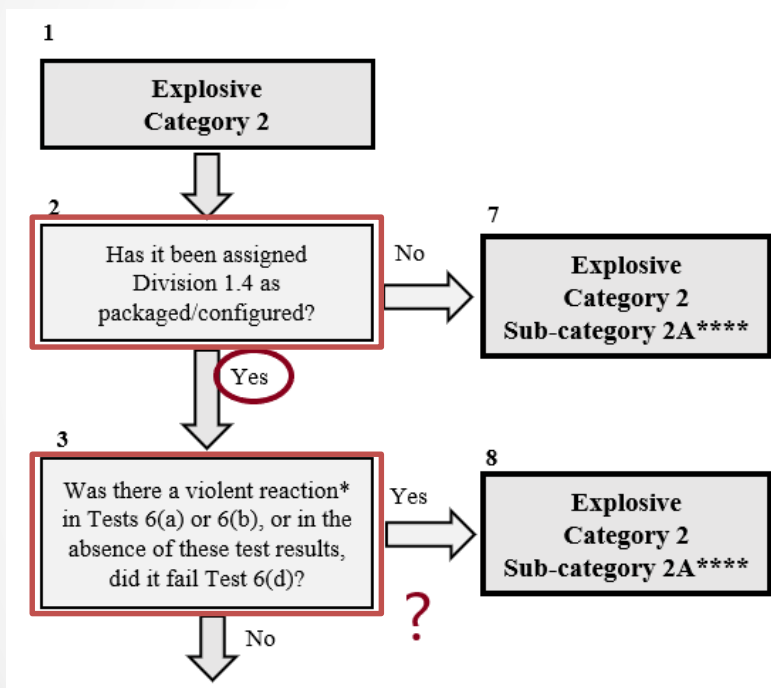 1
Explosive
Category 2
2
Has it been assigned
Division 1.4 as
packaged/configured?
No
7
Explosive
Category 2
Sub-category 2A****
Yes
3
Was there a violent reaction*
in Tests 6(a) or 6(b), or in the
absence of these test results,
did it fail Test 6(d)?
Yes
8
Explosive
Category 2
Sub-category 2A****
?
No